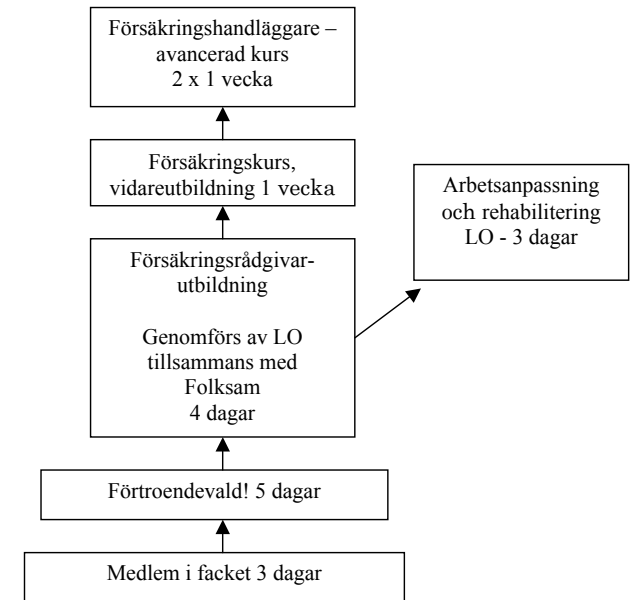 Försäkringshandläggare –
avancerad kurs
2 x 1 vecka
Försäkringskurs,
vidareutbildning 1 vecka
Arbetsanpassning
och rehabilitering
LO - 3 dagar
Försäkringsrådgivar-
utbildning
Genomförs av LO
tillsammans med
Folksam
4 dagar
Förtroendevald! 5 dagar
Medlem i facket 3 dagar